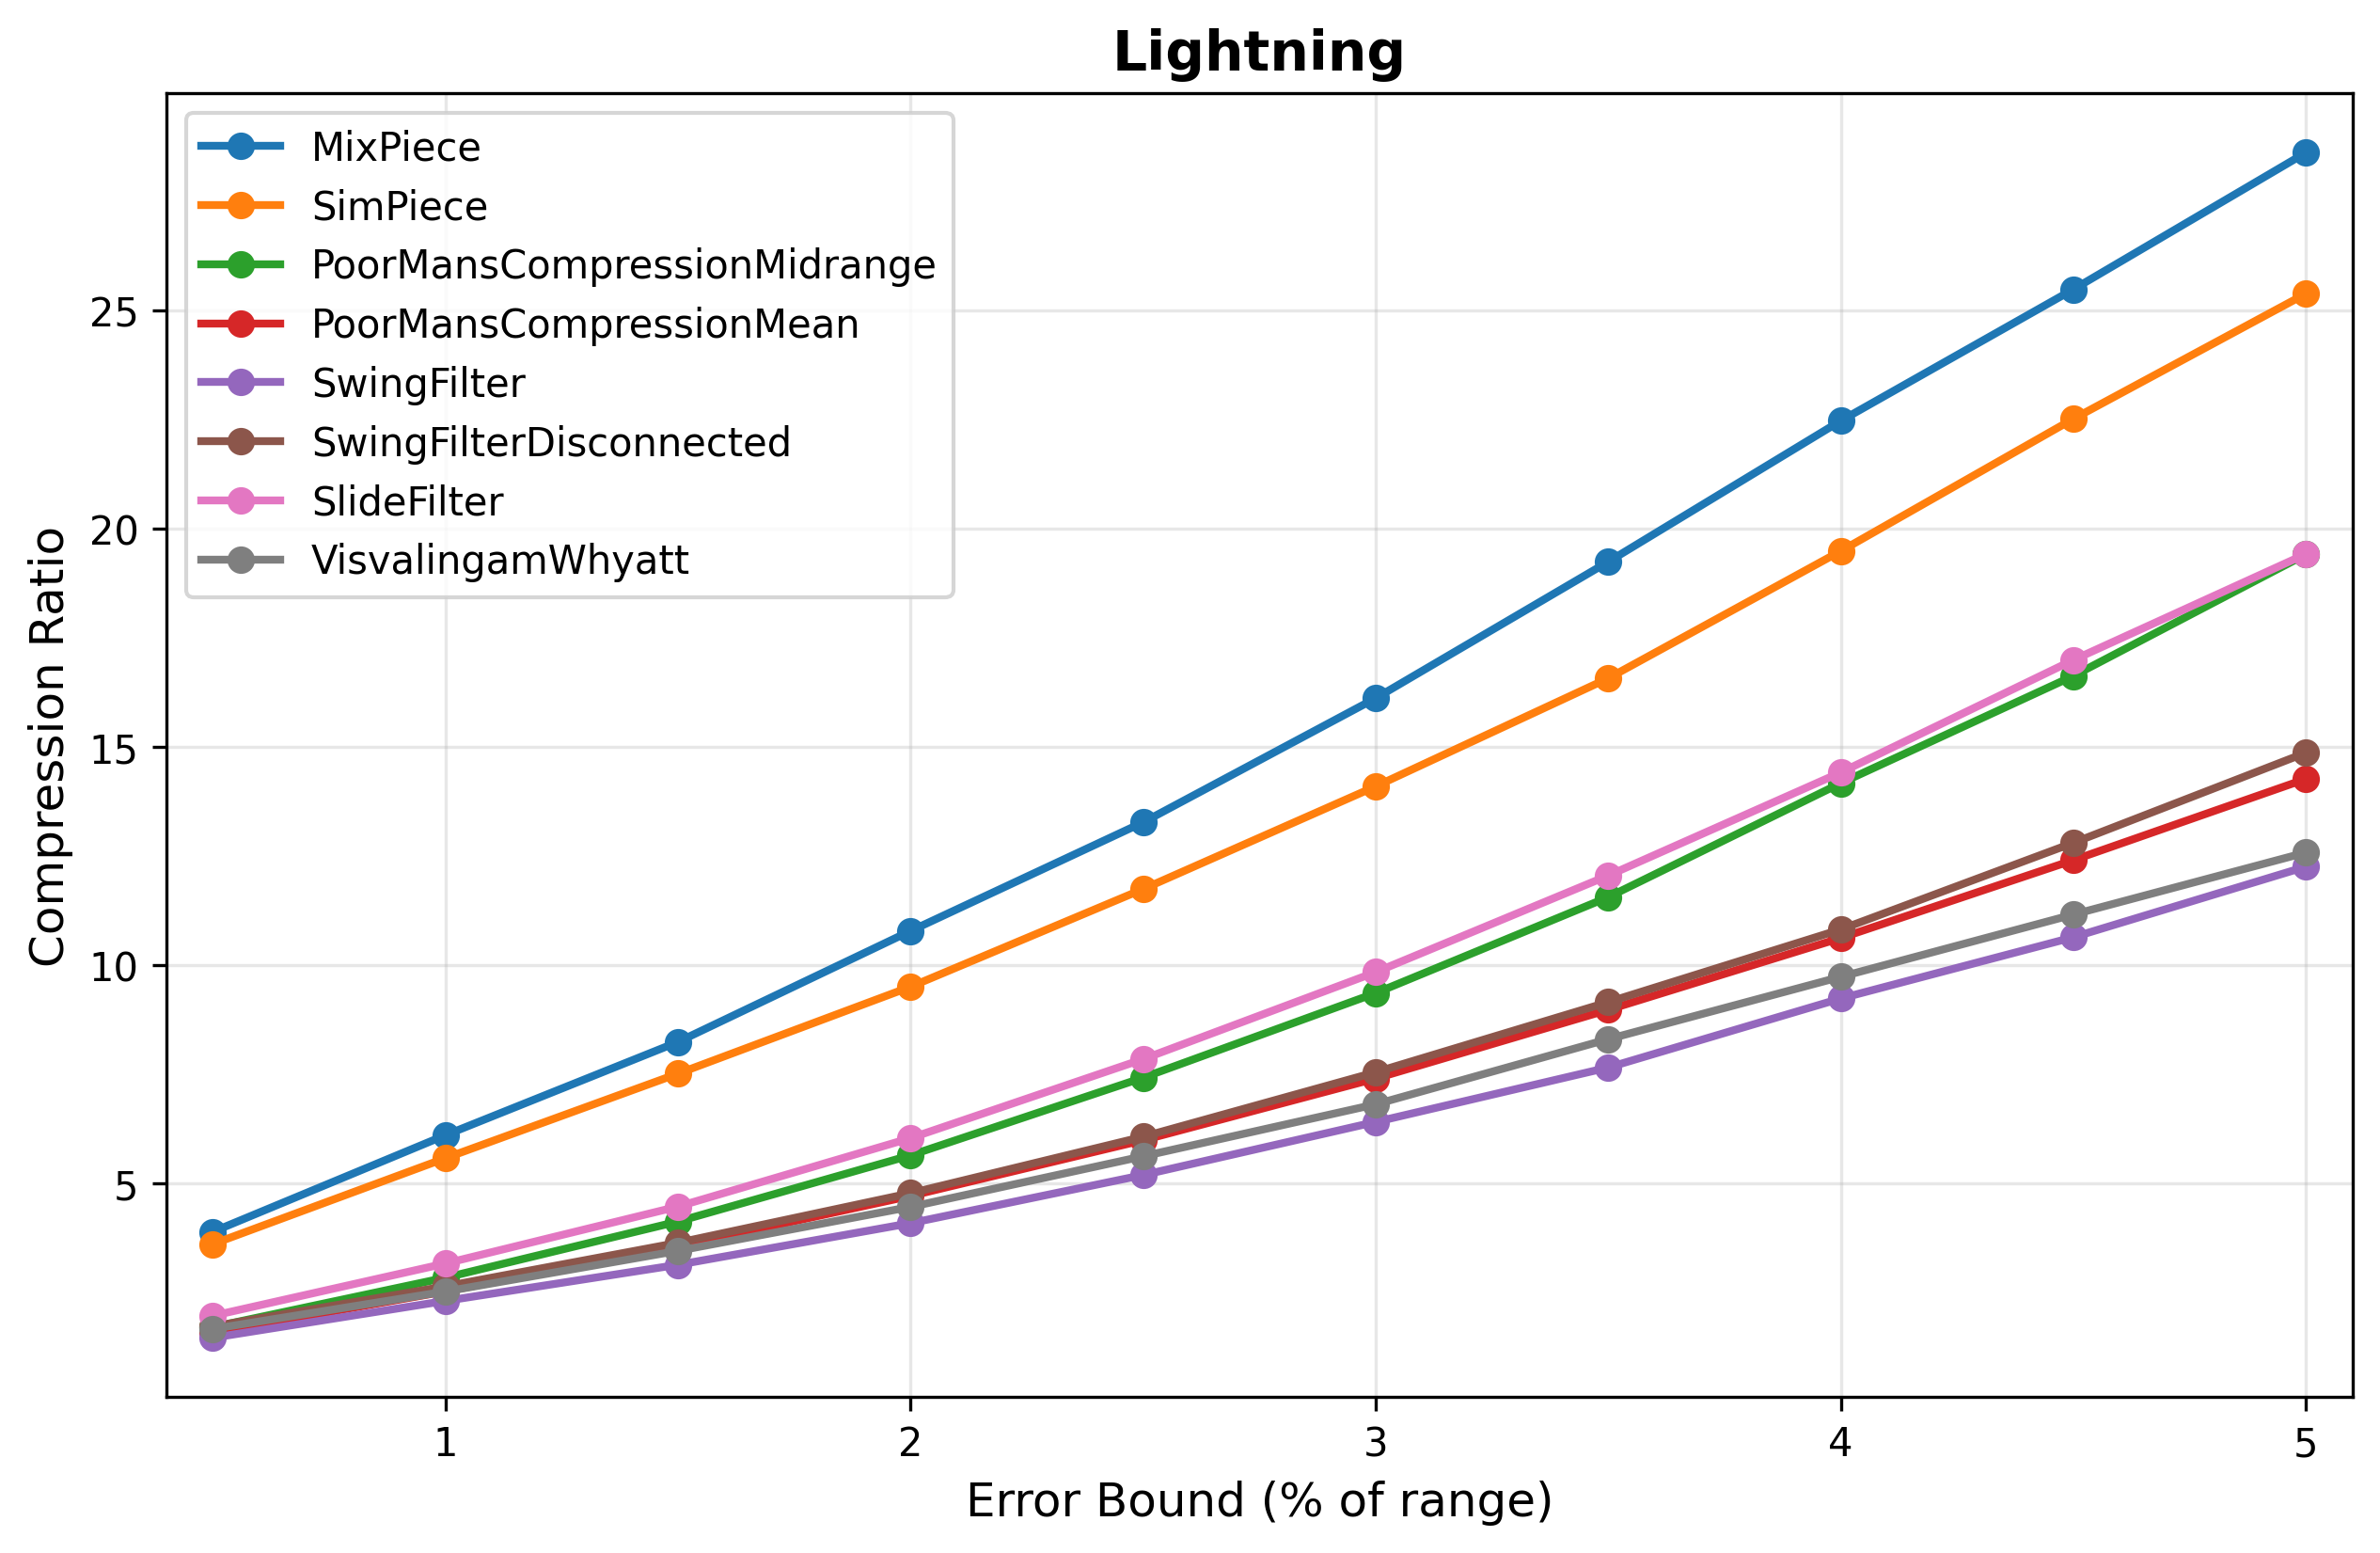 Lightning
MixPiece
SimPiece
PoorMansCompressionMidrange
PoorMansCompressionMean
SwingFilter
SwingFilterDisconnected
SlideFilter
VisvalingamWhyatt
Compression Ratio
25
20
15
10
5
1 2 3 4 5
Error Bound (% of range)